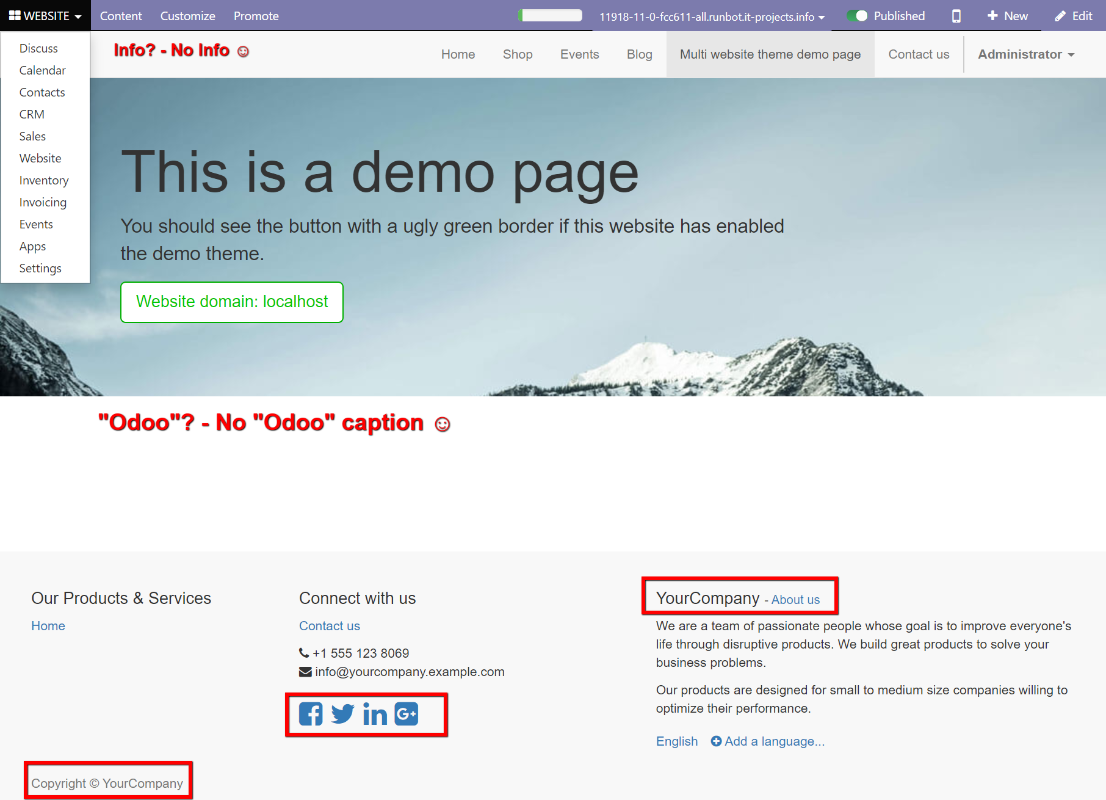 WEBSITE Content Customize Promote 11918-11-0-fcc611-all.runbot.it-projects.info Published New Edit
Discuss
Calendar
Contacts
CRM
Sales
Website
Inventory
Invoicing
Events
Apps
Settings
Info? - No Info
Home Shop Events Blog Multi website theme demo page Contact us Administrator
This is a demo page
You should see the button with a ugly green border if this website has enabled
the demo theme.
Website domain: localhost
"Odoo"? - No "Odoo" caption
Our Products & Services
Home
Connect with us
Contact us
+1 555 123 8069
info@yourcompany.example.com
YourCompany - About us
We are a team of passionate people whose goal is to improve everyone's
life through disruptive products. We build great products to solve your
business problems.
Our products are designed for small to medium size companies willing to
optimize their performance.
English Add a language...
Copyright © YourCompany